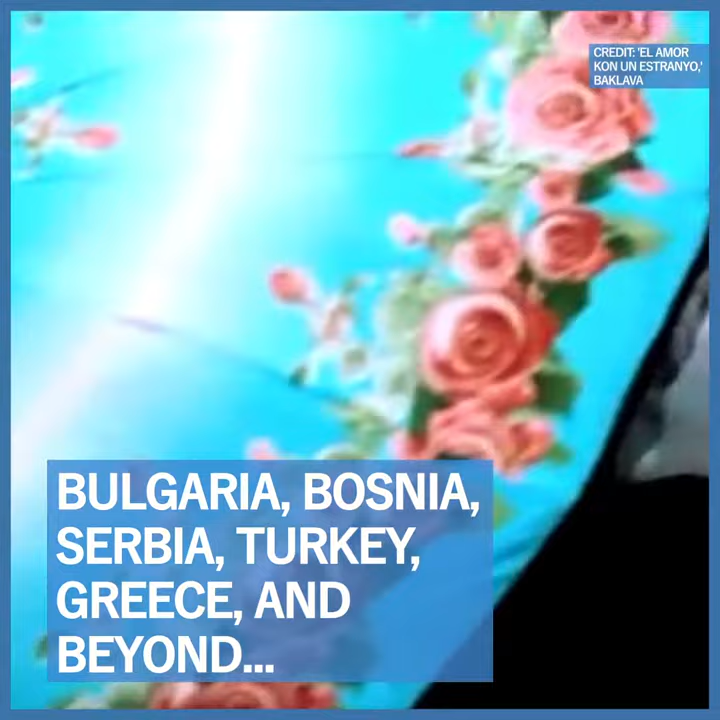 CREDIT: 'EL AMOR
KON UN ESTRANYO,'
BAKLAVA
BULGARIA, BOSNIA,
SERBIA, TURKEY,
GREECE, AND
BEYOND...